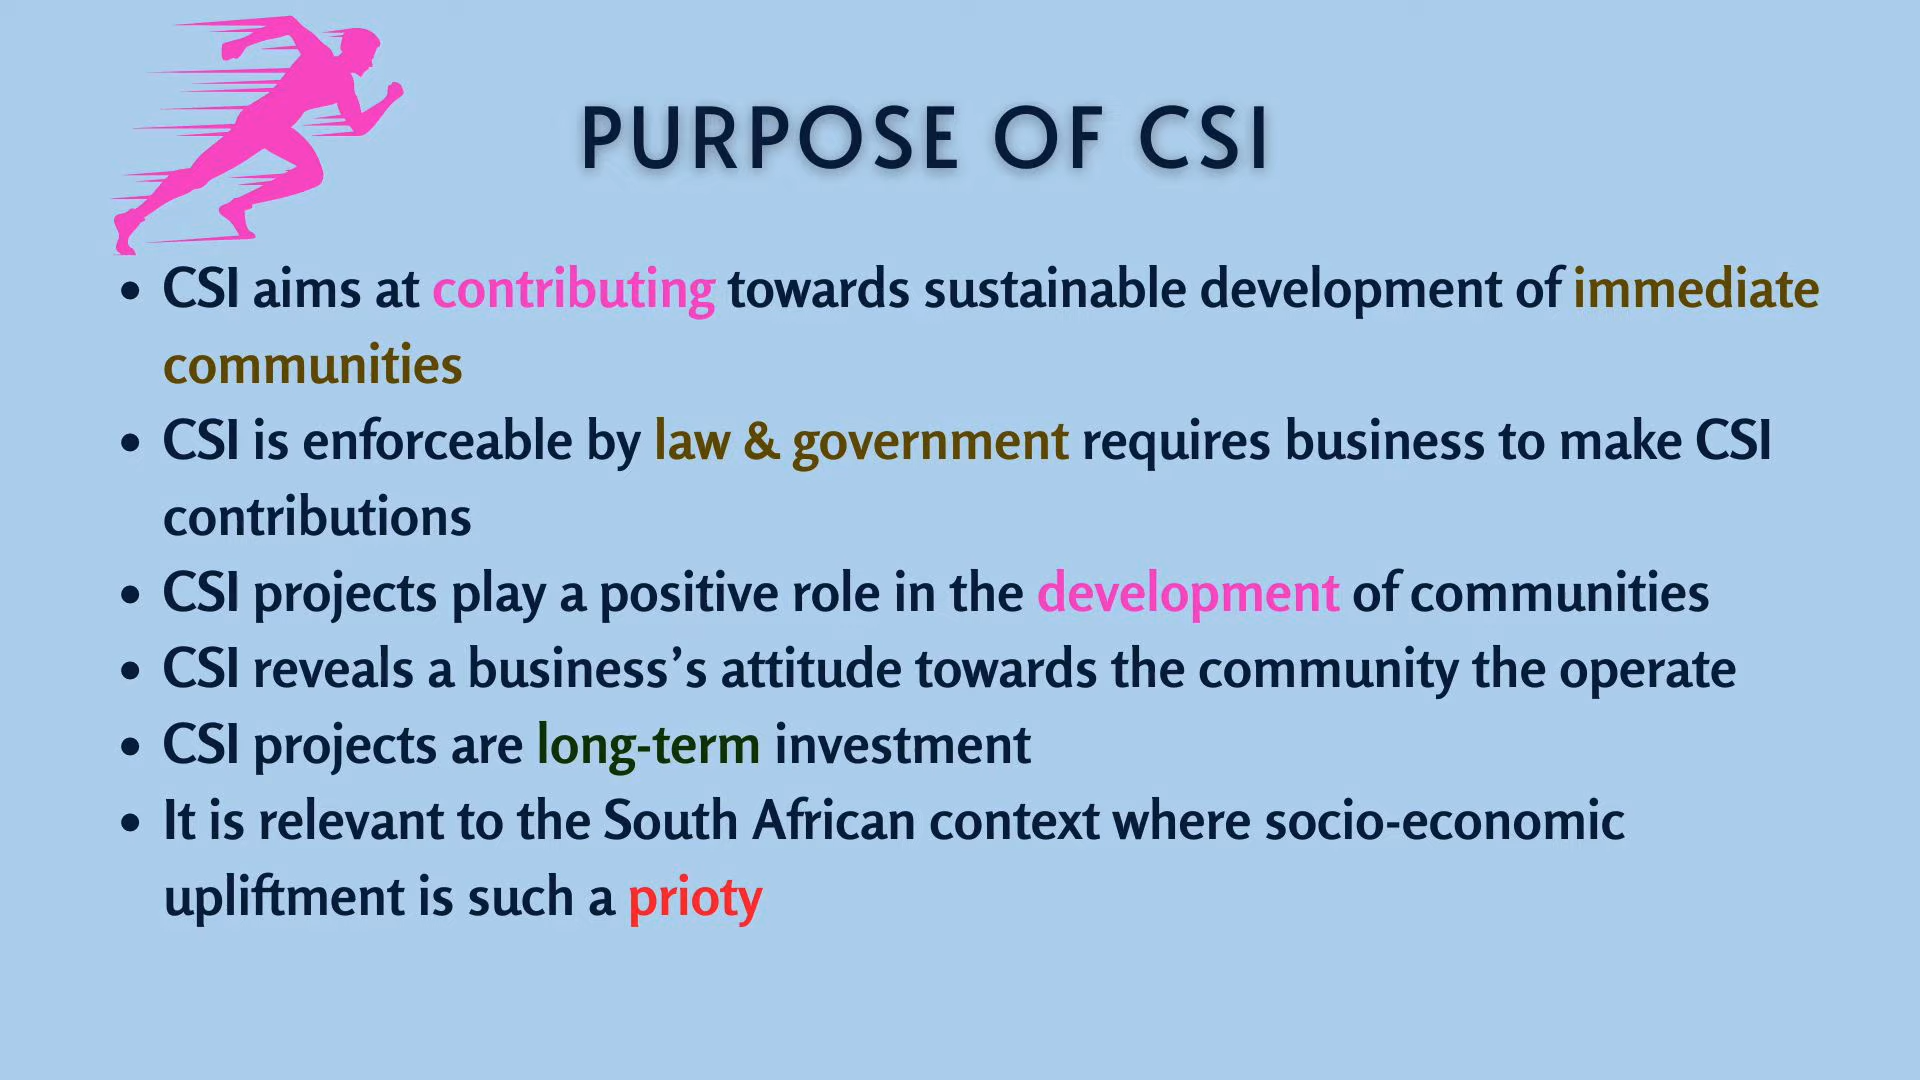 PURPOSE OF CSI
• CSI aims at contributing towards sustainable development of immediate
communities
• CSI is enforceable by law & government requires business to make CSI
contributions
• CSI projects play a positive role in the development of communities
• CSI reveals a business’s attitude towards the community the operate
• CSI projects are long-term investment
• It is relevant to the South African context where socio-economic
upliftment is such a prioty